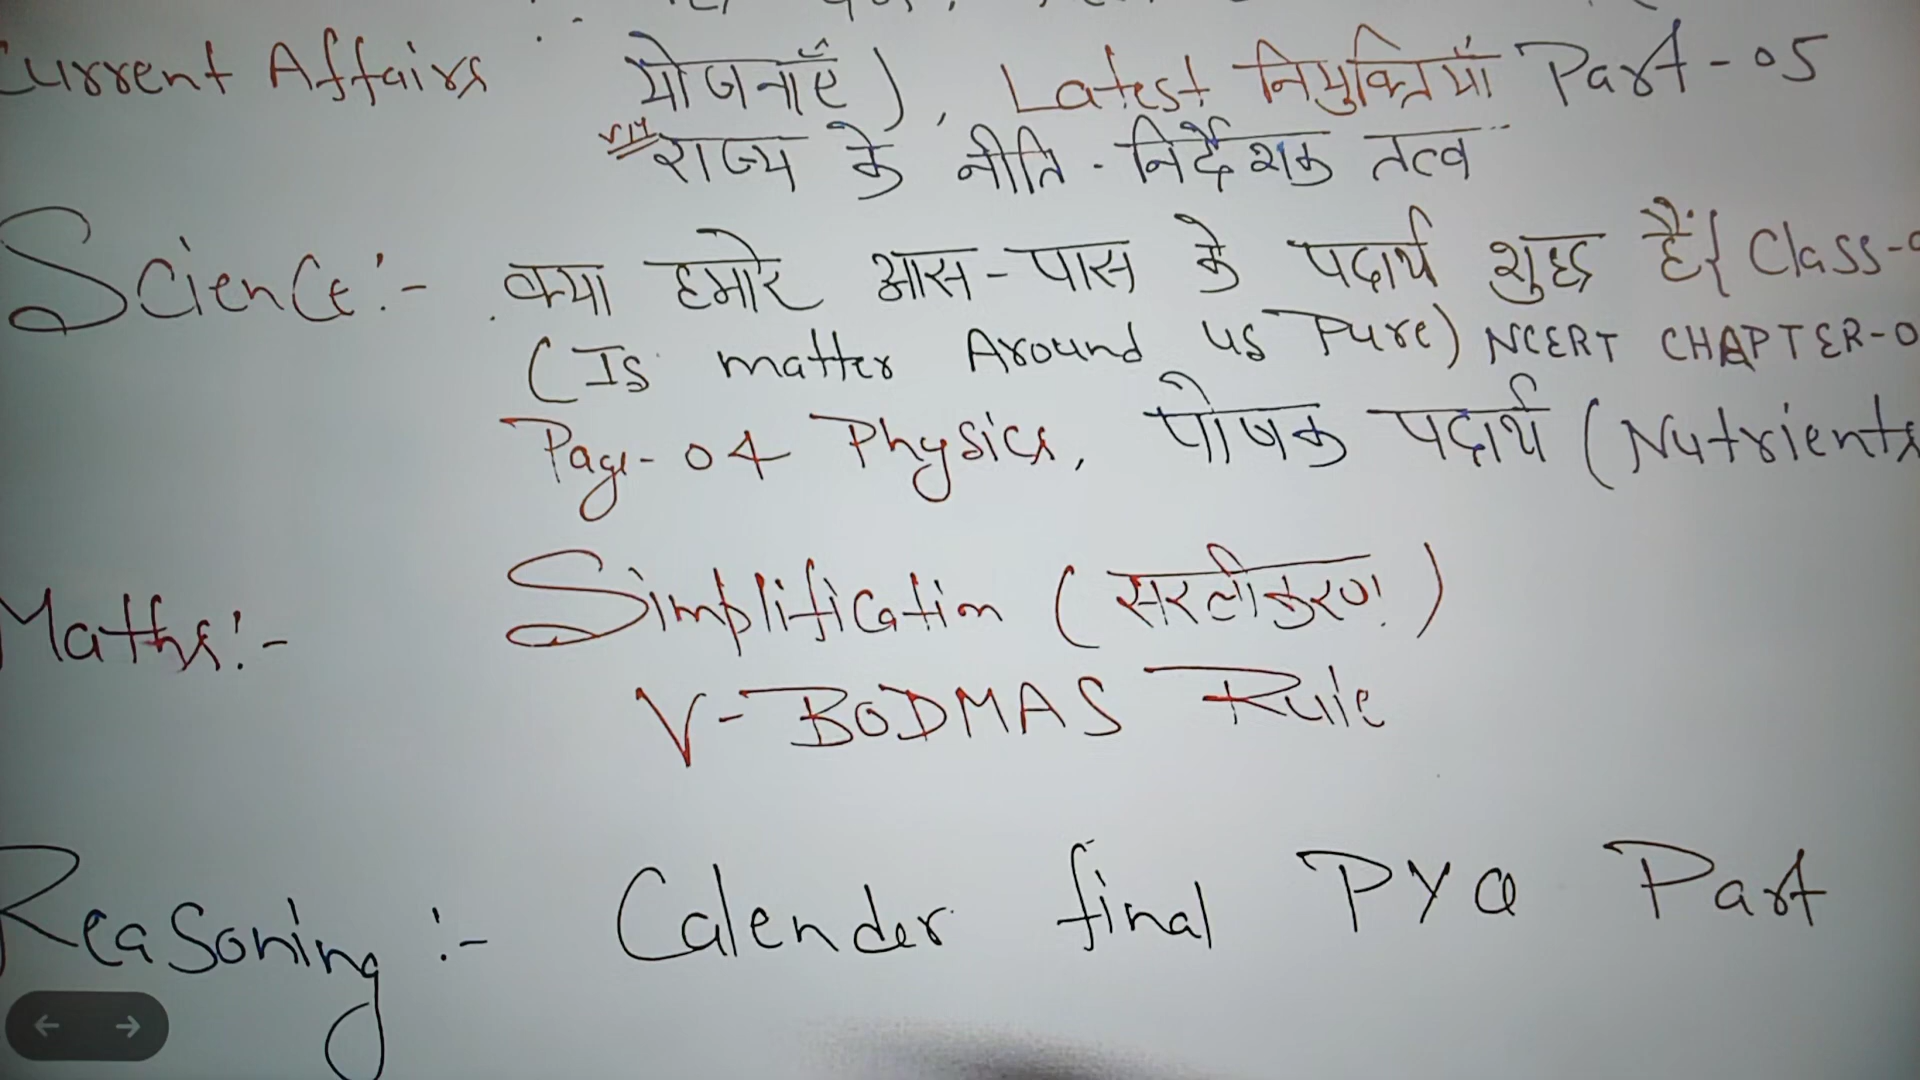 Current Affairs : योजनाएँ), Latest नियुक्तियाँ Part-05
राज्य के नीति-निर्देशक तत्व
Science:- क्या हमारे आस-पास के पदार्थ शुद्ध हैं{ Class-
(Is matter Around us Pure) NCERT CHAPTER-0
Page-04 Physics, पोषक पदार्थ (Nutrients
Maths:- Simplification (सरलीकरण)
V-BODMAS Rule
Reasoning:- Calender final PYQ Part